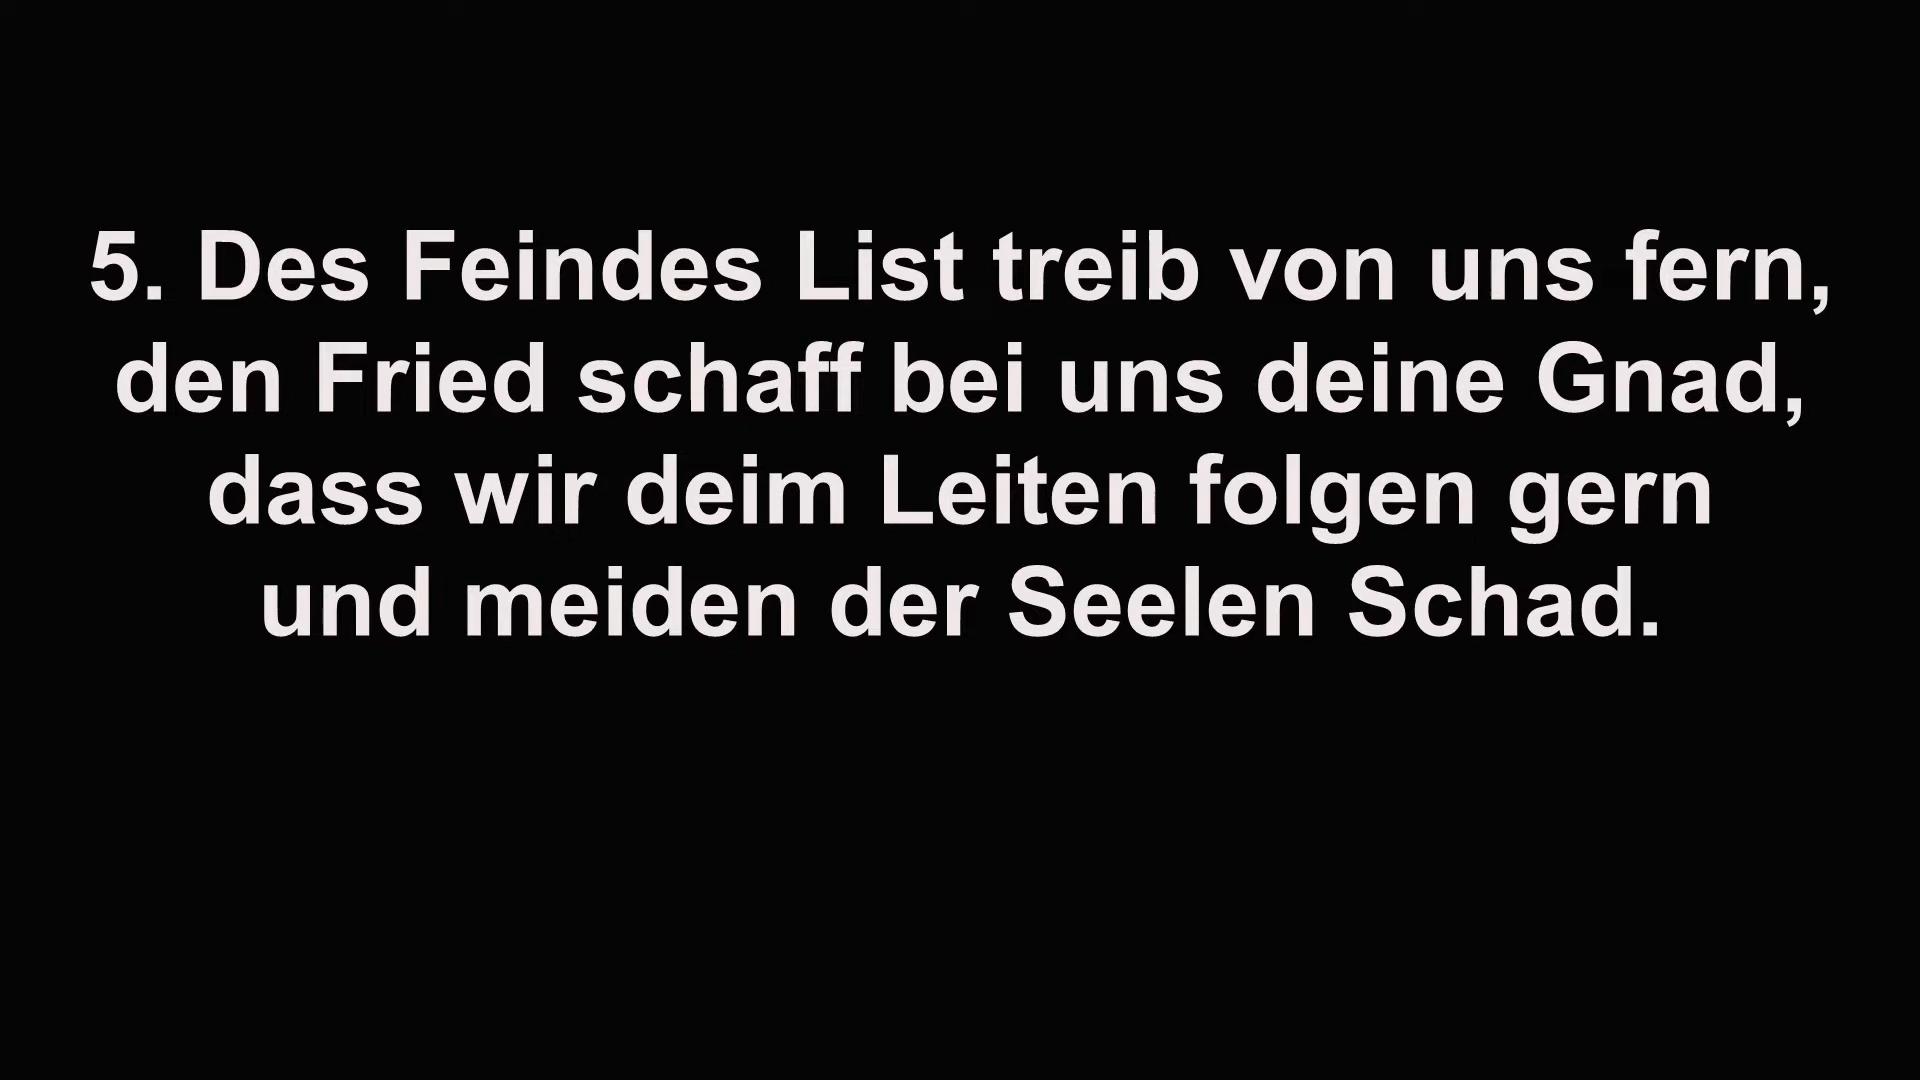 5. Des Feindes List treib von uns fern,
den Fried schaff bei uns deine Gnad,
dass wir deim Leiten folgen gern
und meiden der Seelen Schad.